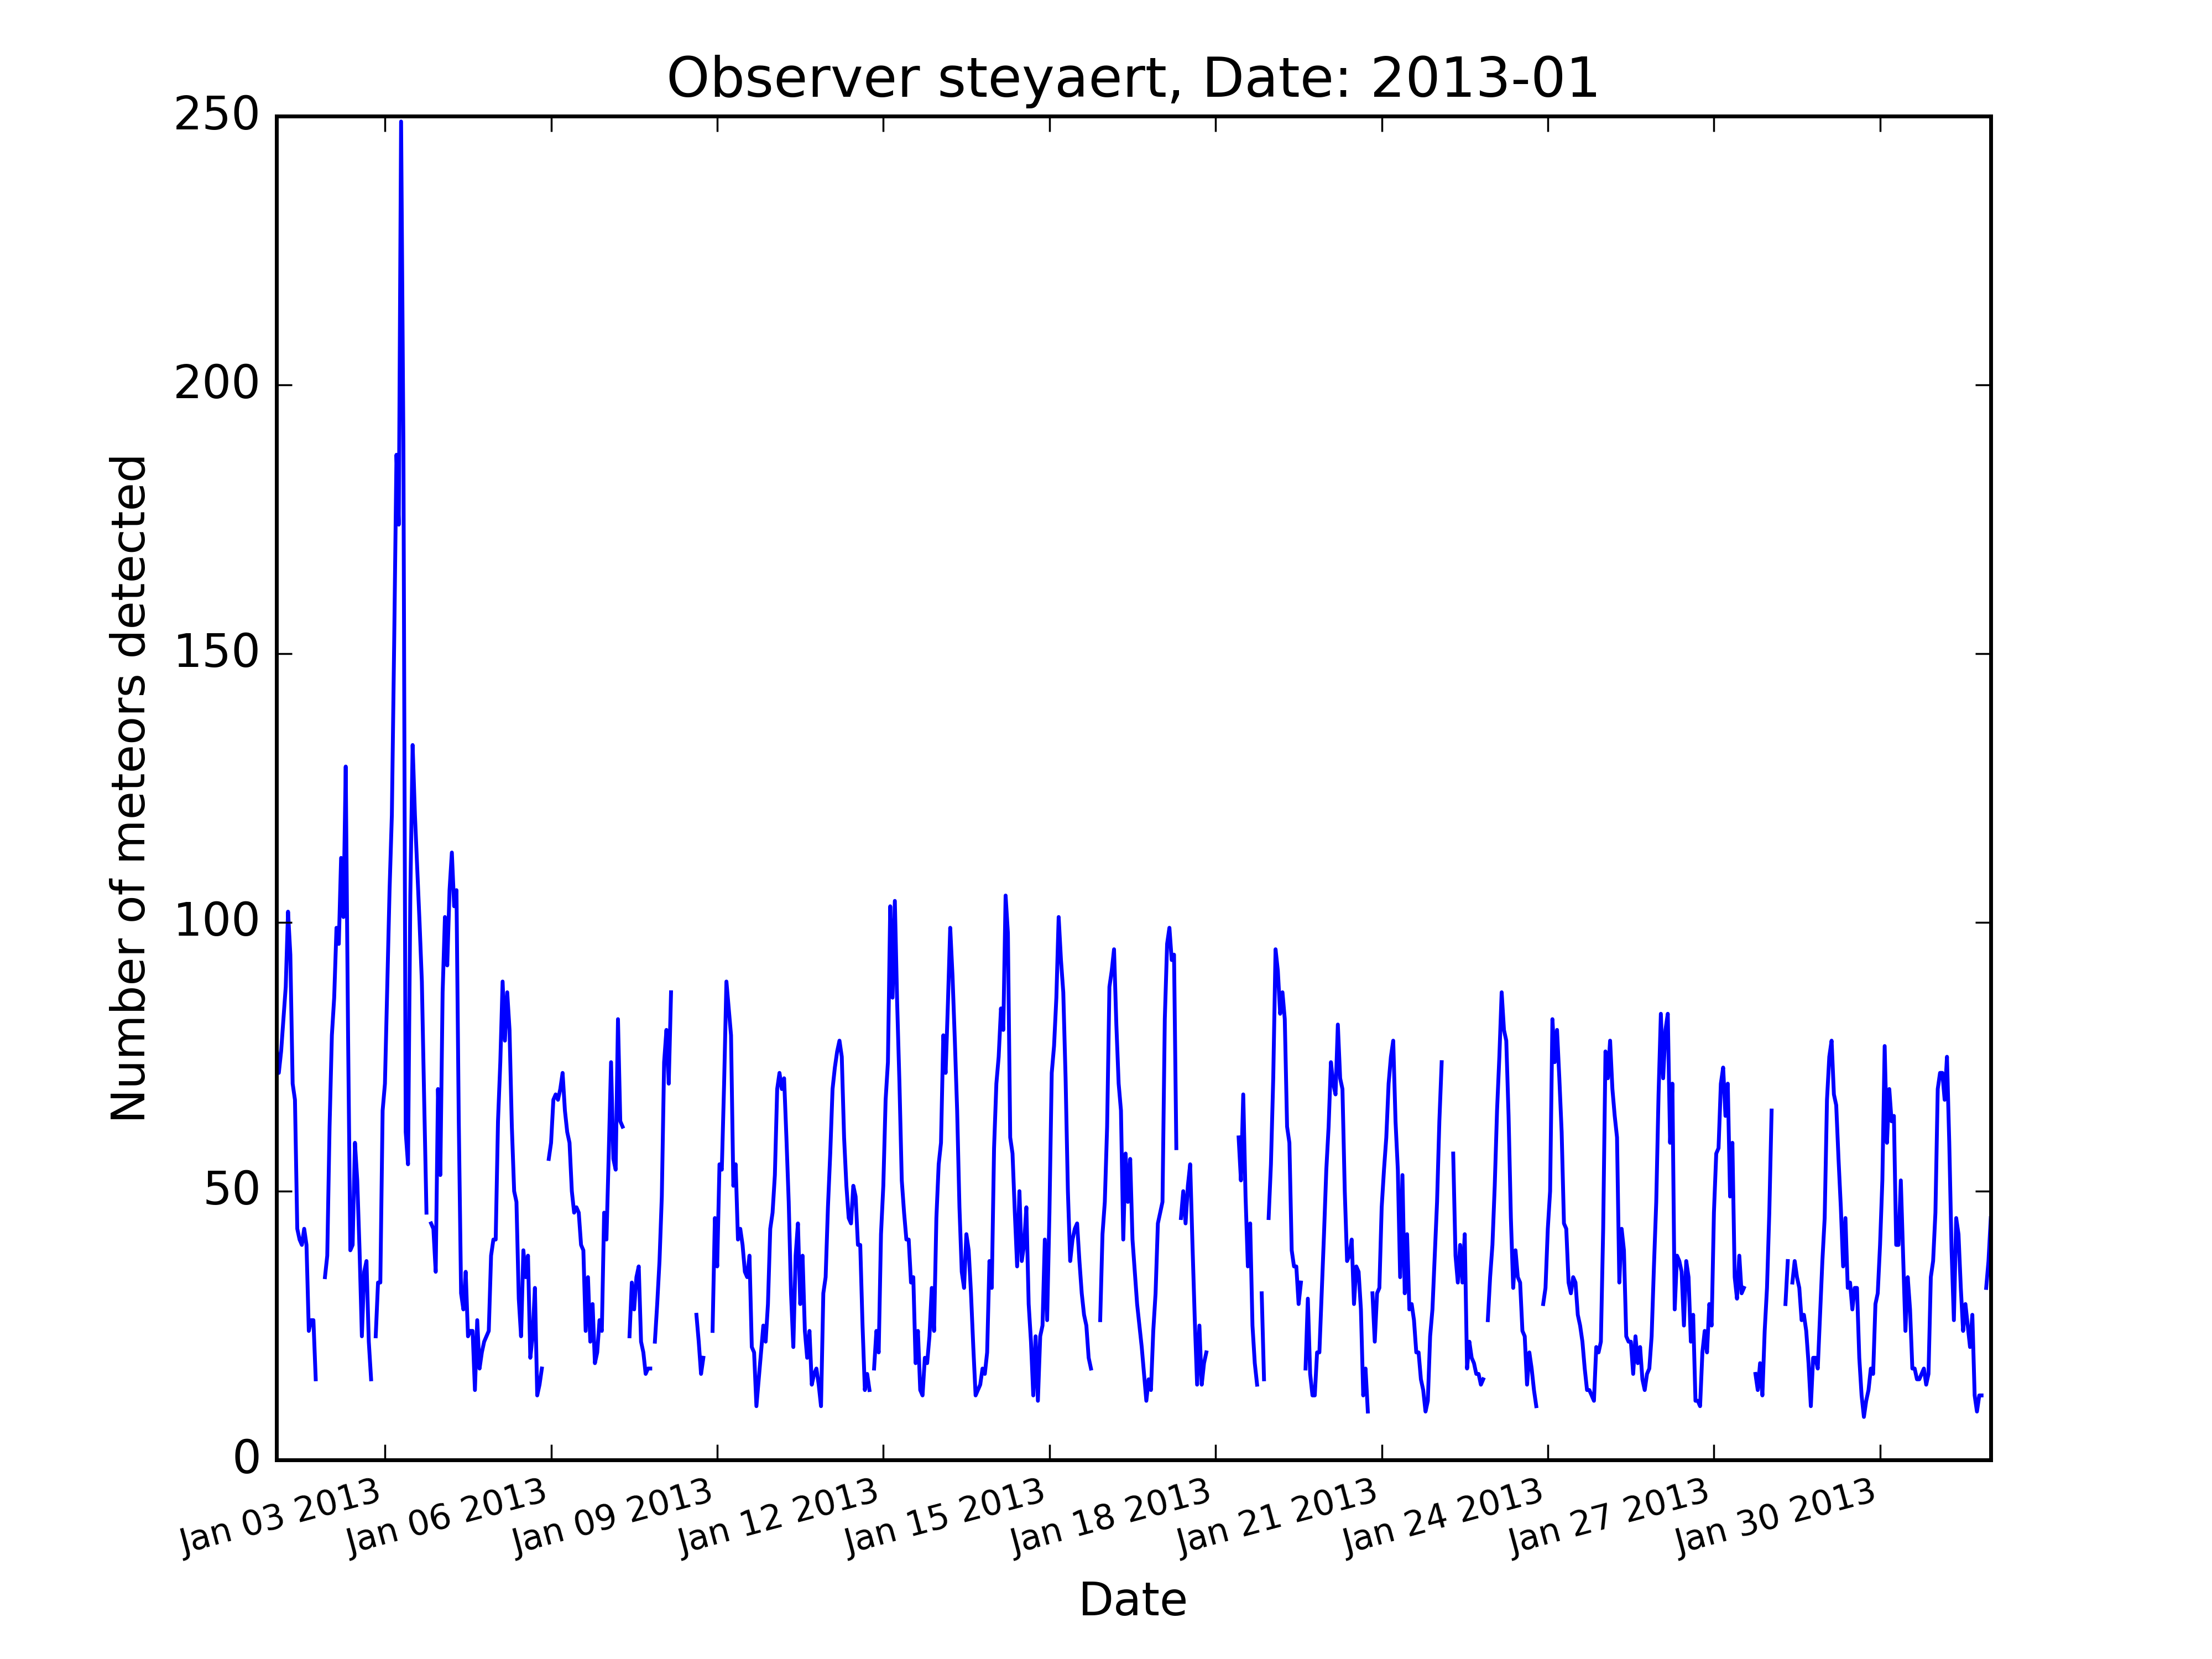 Observer steyaert, Date: 2013-01
250
200
150
100
50
0
Number of meteors detected
Jan 03 2013
Jan 06 2013
Jan 09 2013
Jan 12 2013
Jan 15 2013
Jan 18 2013
Jan 21 2013
Jan 24 2013
Jan 27 2013
Jan 30 2013
Date